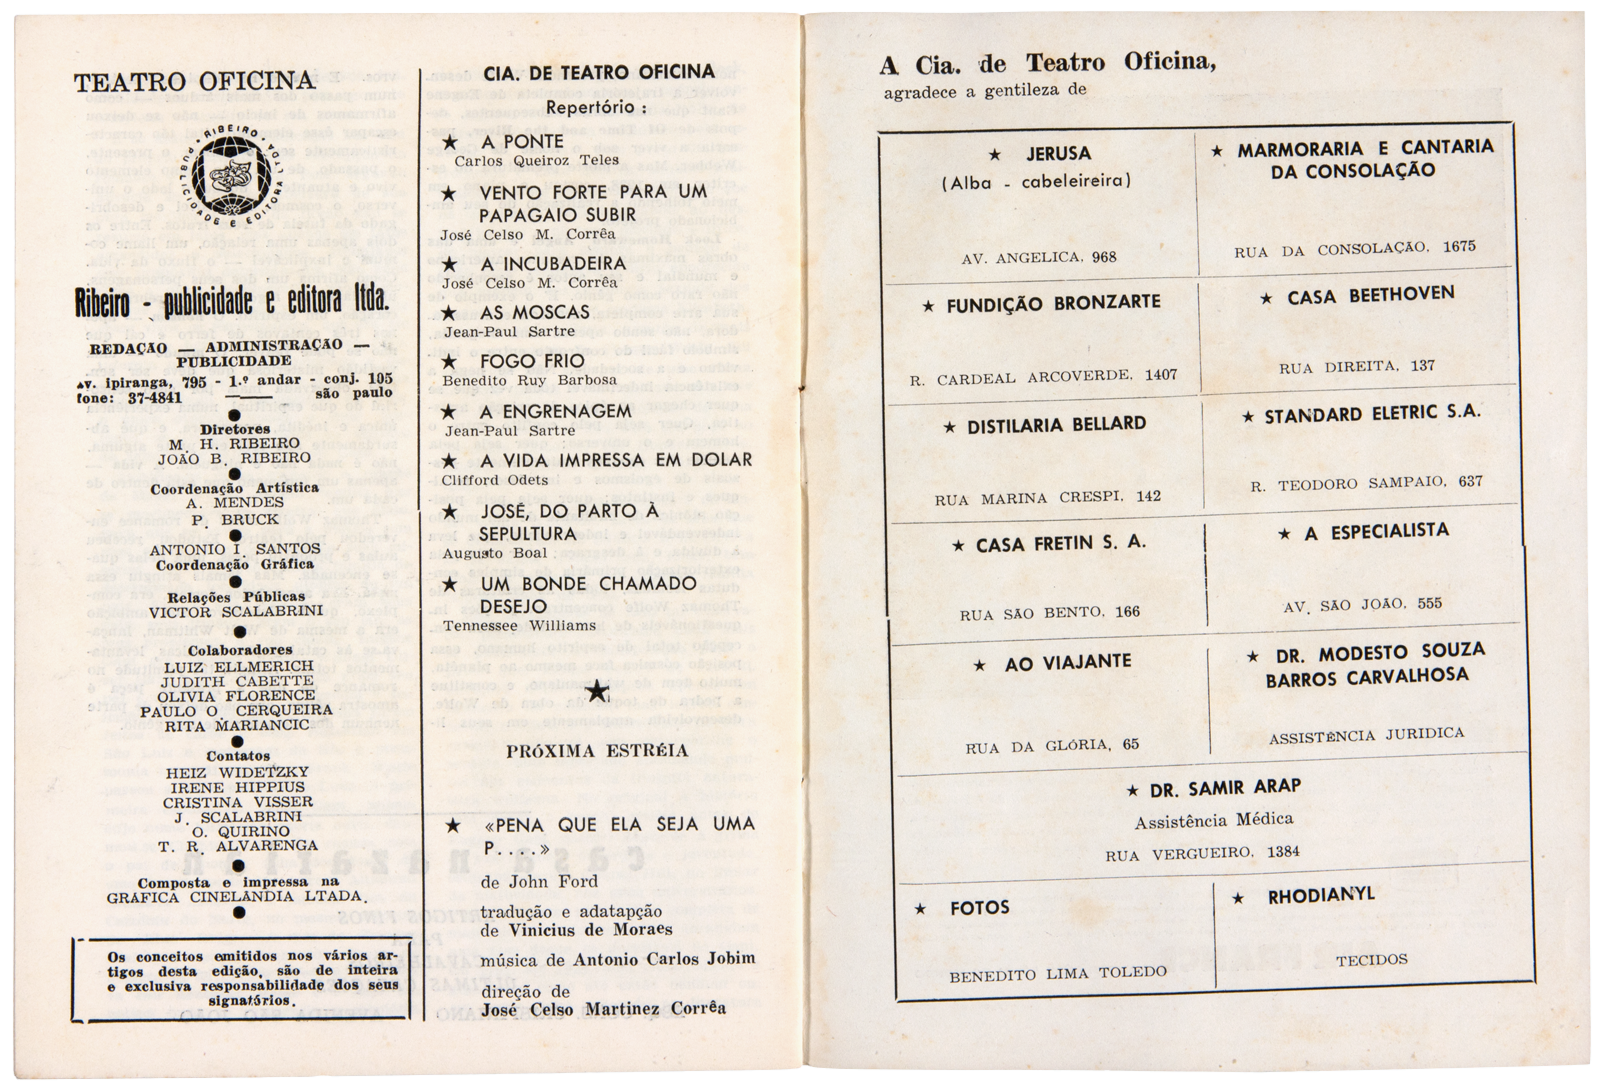 TEATRO OFICINA
RIBEIRO - PUBLICIDADE E EDITORA LTDA.
Ribeiro - publicidade e editora ltda.
REDAÇÃO — ADMINISTRAÇÃO —
PUBLICIDADE
av. ipiranga, 795 - 1.º andar - conj. 105
fone: 37-4841 —— são paulo
Diretores
M. H. RIBEIRO
JOÃO B. RIBEIRO
Coordenação Artística
A. MENDES
P. BRUCK
ANTONIO I. SANTOS
Coordenação Gráfica
Relações Públicas
VICTOR SCALABRINI
Colaboradores
LUIZ ELLMERICH
JUDITH CABETTE
OLIVIA FLORENCE
PAULO O. CERQUEIRA
RITA MARIANCIC
Contatos
HEIZ WIDETZKY
IRENE HIPPIUS
CRISTINA VISSER
J. SCALABRINI
O. QUIRINO
T. R. ALVARENGA
Composta e impressa na
GRÁFICA CINELÂNDIA LTADA.
Os conceitos emitidos nos vários ar-
tigos desta edição, são de inteira
e exclusiva responsabilidade dos seus
signatórios.
CIA. DE TEATRO OFICINA
Repertório :
★ A PONTE
Carlos Queiroz Teles
★ VENTO FORTE PARA UM
PAPAGAIO SUBIR
José Celso M. Corrêa
★ A INCUBADEIRA
José Celso M. Corrêa
★ AS MOSCAS
Jean-Paul Sartre
★ FOGO FRIO
Benedito Ruy Barbosa
★ A ENGRENAGEM
Jean-Paul Sartre
★ A VIDA IMPRESSA EM DOLAR
Clifford Odets
★ JOSÉ, DO PARTO À
SEPULTURA
Augusto Boal
★ UM BONDE CHAMADO
DESEJO
Tennessee Williams
★
PRÓXIMA ESTRÉIA
★ «PENA QUE ELA SEJA UMA
P. . . . »
de John Ford
tradução e adatapção
de Vinicius de Moraes
música de Antonio Carlos Jobim
direção de
José Celso Martinez Corrêa
A Cia. de Teatro Oficina,
agradece a gentileza de
★ JERUSA
(Alba - cabeleireira)
AV. ANGELICA, 968
★ MARMORARIA E CANTARIA
DA CONSOLAÇÃO
RUA DA CONSOLAÇÃO, 1675
★ FUNDIÇÃO BRONZARTE
R. CARDEAL ARCOVERDE, 1407
★ CASA BEETHOVEN
RUA DIREITA, 137
★ DISTILARIA BELLARD
RUA MARINA CRESPI, 142
★ STANDARD ELETRIC S.A.
R. TEODORO SAMPAIO, 637
★ CASA FRETIN S. A.
RUA SÃO BENTO, 166
★ A ESPECIALISTA
AV. SÃO JOÃO, 555
★ AO VIAJANTE
RUA DA GLÓRIA, 65
★ DR. MODESTO SOUZA
BARROS CARVALHOSA
ASSISTÊNCIA JURIDICA
★ DR. SAMIR ARAP
Assistência Médica
RUA VERGUEIRO, 1384
★ FOTOS
BENEDITO LIMA TOLEDO
★ RHODIANYL
TECIDOS